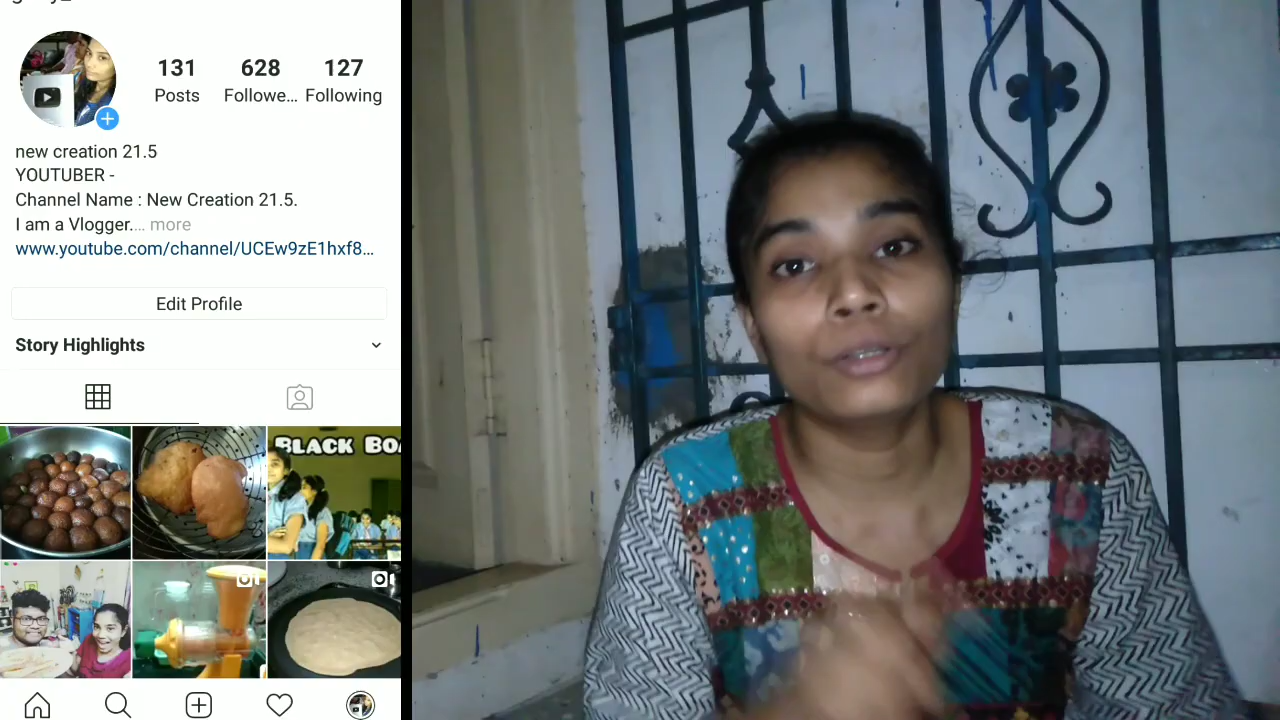 131 628 127
Posts Followe... Following
new creation 21.5
YOUTUBER -
Channel Name : New Creation 21.5.
I am a Vlogger.... more
www.youtube.com/channel/UCEw9zE1hxf8...
Edit Profile
Story Highlights
BLACK BOA